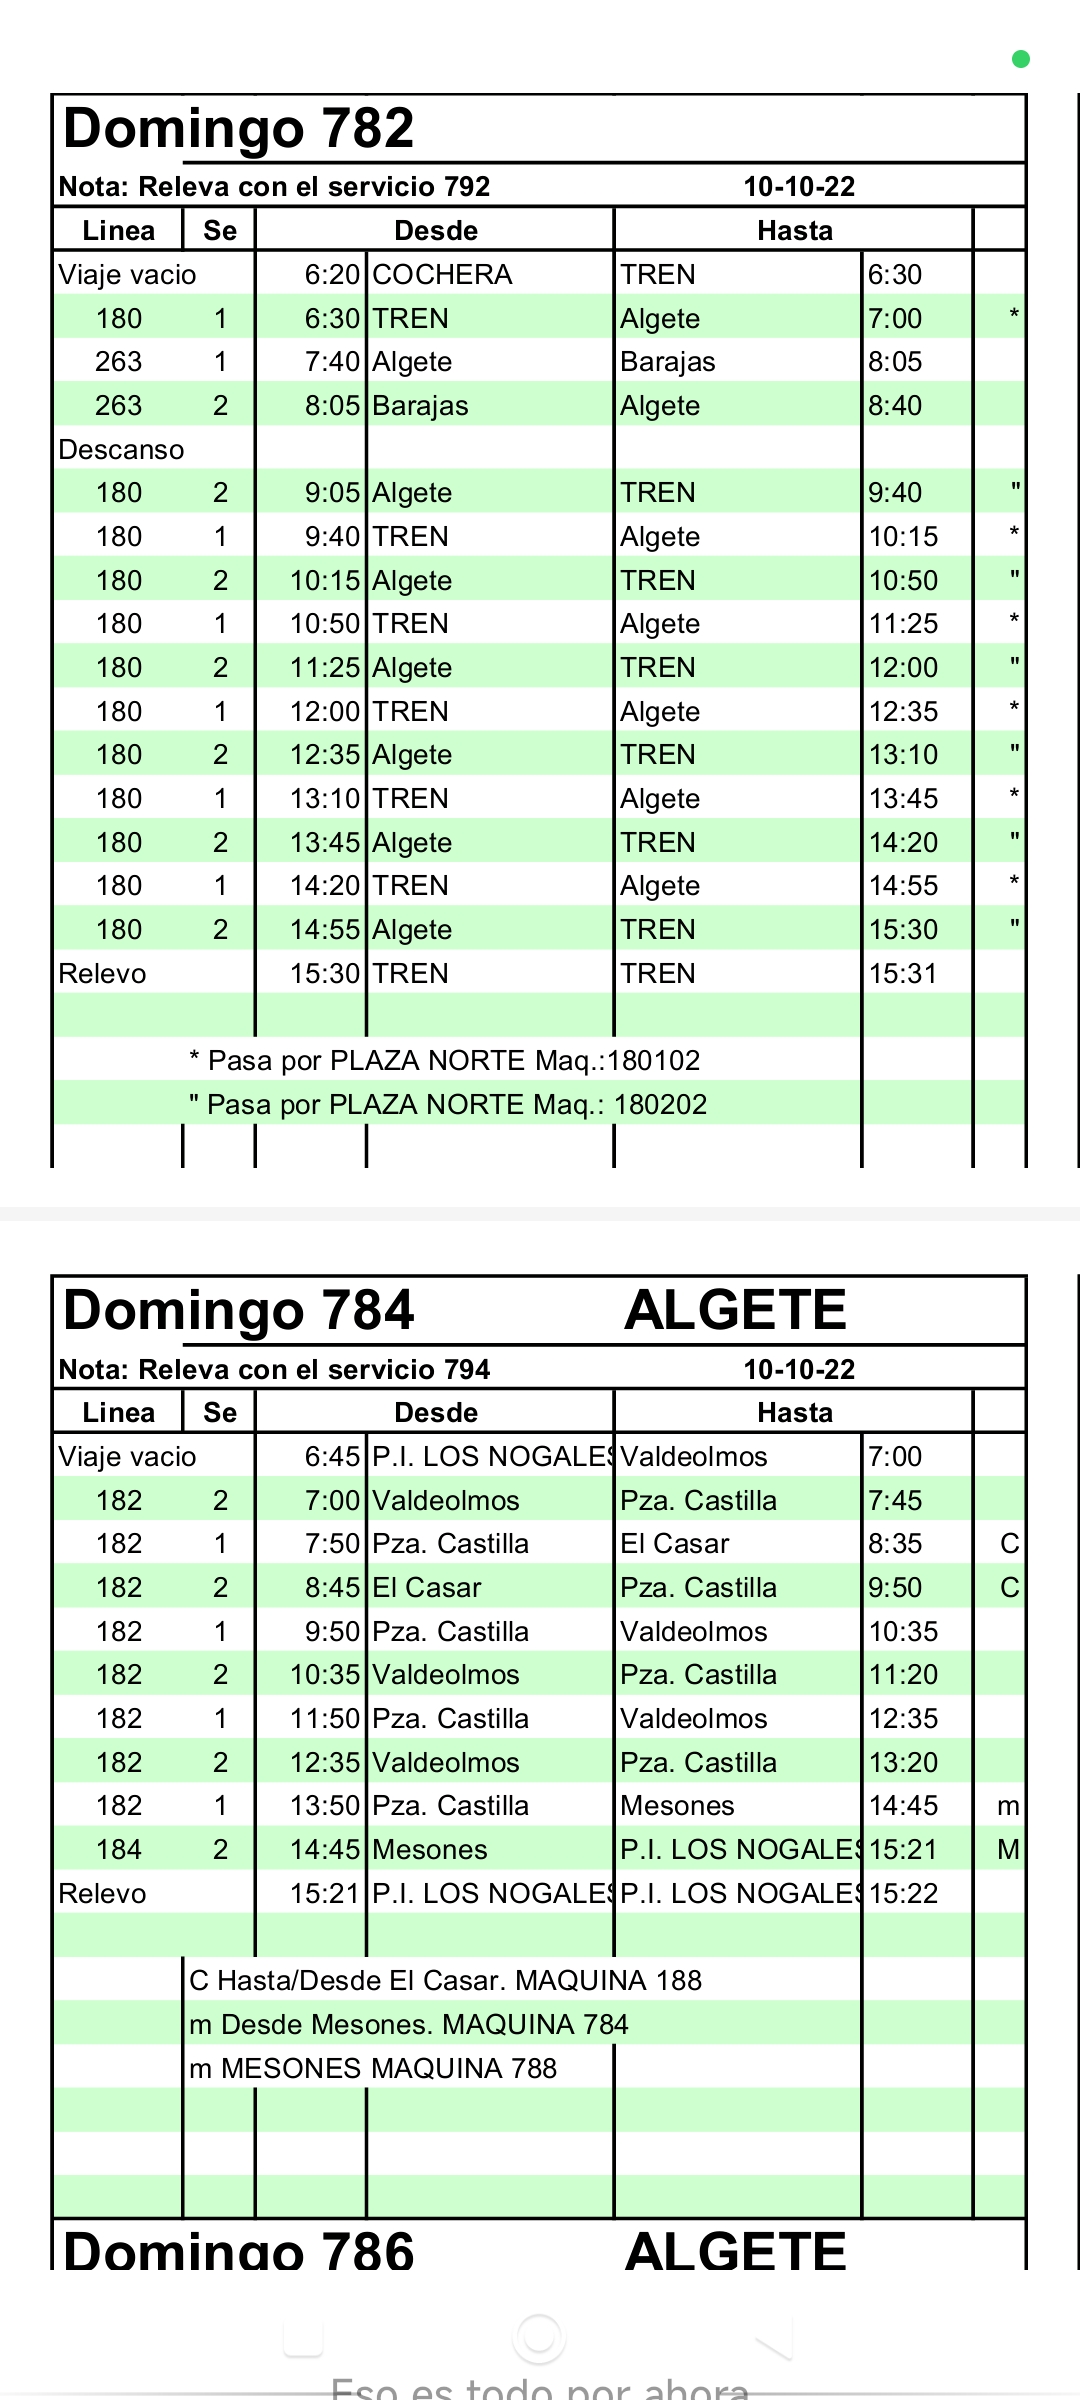 Domingo 782
Nota: Releva con el servicio 792 10-10-22
Linea Se Desde Hasta
Viaje vacio 6:20 COCHERA TREN 6:30
180 1 6:30 TREN Algete 7:00 *
263 1 7:40 Algete Barajas 8:05
263 2 8:05 Barajas Algete 8:40
Descanso
180 2 9:05 Algete TREN 9:40 "
180 1 9:40 TREN Algete 10:15 *
180 2 10:15 Algete TREN 10:50 "
180 1 10:50 TREN Algete 11:25 *
180 2 11:25 Algete TREN 12:00 "
180 1 12:00 TREN Algete 12:35 *
180 2 12:35 Algete TREN 13:10 "
180 1 13:10 TREN Algete 13:45 *
180 2 13:45 Algete TREN 14:20 "
180 1 14:20 TREN Algete 14:55 *
180 2 14:55 Algete TREN 15:30 "
Relevo 15:30 TREN TREN 15:31
* Pasa por PLAZA NORTE Maq.:180102
" Pasa por PLAZA NORTE Maq.: 180202
Domingo 784 ALGETE
Nota: Releva con el servicio 794 10-10-22
Linea Se Desde Hasta
Viaje vacio 6:45 P.I. LOS NOGALES Valdeolmos 7:00
182 2 7:00 Valdeolmos Pza. Castilla 7:45
182 1 7:50 Pza. Castilla El Casar 8:35 C
182 2 8:45 El Casar Pza. Castilla 9:50 C
182 1 9:50 Pza. Castilla Valdeolmos 10:35
182 2 10:35 Valdeolmos Pza. Castilla 11:20
182 1 11:50 Pza. Castilla Valdeolmos 12:35
182 2 12:35 Valdeolmos Pza. Castilla 13:20
182 1 13:50 Pza. Castilla Mesones 14:45 m
184 2 14:45 Mesones P.I. LOS NOGALES 15:21 M
Relevo 15:21 P.I. LOS NOGALES P.I. LOS NOGALES 15:22
C Hasta/Desde El Casar. MAQUINA 188
m Desde Mesones. MAQUINA 784
m MESONES MAQUINA 788
Domingo 786 ALGETE
Eso es todo por ahora